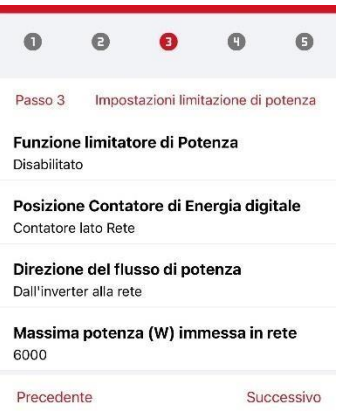 1 2 3 4 5
Passo 3 Impostazioni limitazione di potenza
Funzione limitatore di Potenza
Disabilitato
Posizione Contatore di Energia digitale
Contatore lato Rete
Direzione del flusso di potenza
Dall'inverter alla rete
Massima potenza (W) immessa in rete
6000
Precedente Successivo